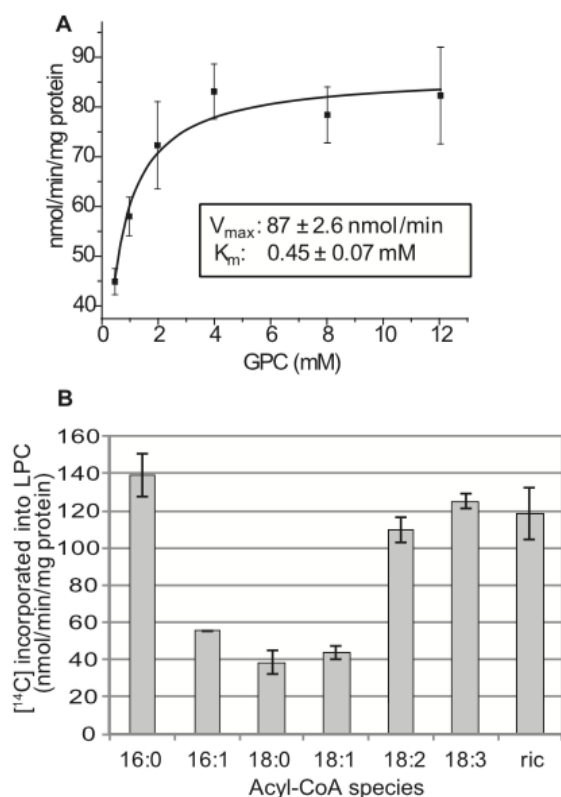 A
nmol/min/mg protein
90
80
70
60
50
40
Vmax: 87 ± 2.6 nmol/min
Km: 0.45 ± 0.07 mM
0 2 4 6 8 10 12
GPC (mM)
B
[¹⁴C] incorporated into LPC
(nmol/min/mg protein)
160
140
120
100
80
60
40
20
0
16:0 16:1 18:0 18:1 18:2 18:3 ric
Acyl-CoA species